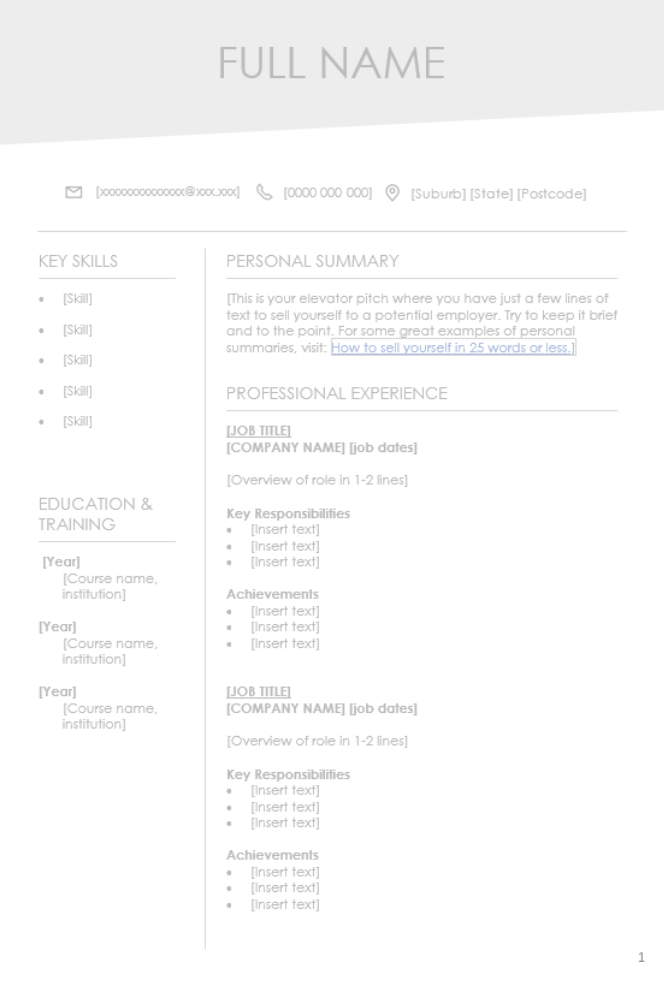 FULL NAME
[xxxxxxxxxxxxxx@xxx.xxx] [0000 000 000] [Suburb] [State] [Postcode]
KEY SKILLS
• [Skill]
• [Skill]
• [Skill]
• [Skill]
• [Skill]
EDUCATION &
TRAINING
[Year]
[Course name,
institution]
[Year]
[Course name,
institution]
[Year]
[Course name,
institution]
PERSONAL SUMMARY
[This is your elevator pitch where you have just a few lines of
text to sell yourself to a potential employer. Try to keep it brief
and to the point. For some great examples of personal
summaries, visit: How to sell yourself in 25 words or less.]
PROFESSIONAL EXPERIENCE
[JOB TITLE]
[COMPANY NAME] [job dates]
[Overview of role in 1-2 lines]
Key Responsibilities
• [Insert text]
• [Insert text]
• [Insert text]
Achievements
• [Insert text]
• [Insert text]
• [Insert text]
[JOB TITLE]
[COMPANY NAME] [job dates]
[Overview of role in 1-2 lines]
Key Responsibilities
• [Insert text]
• [Insert text]
• [Insert text]
Achievements
• [Insert text]
• [Insert text]
• [Insert text]
1